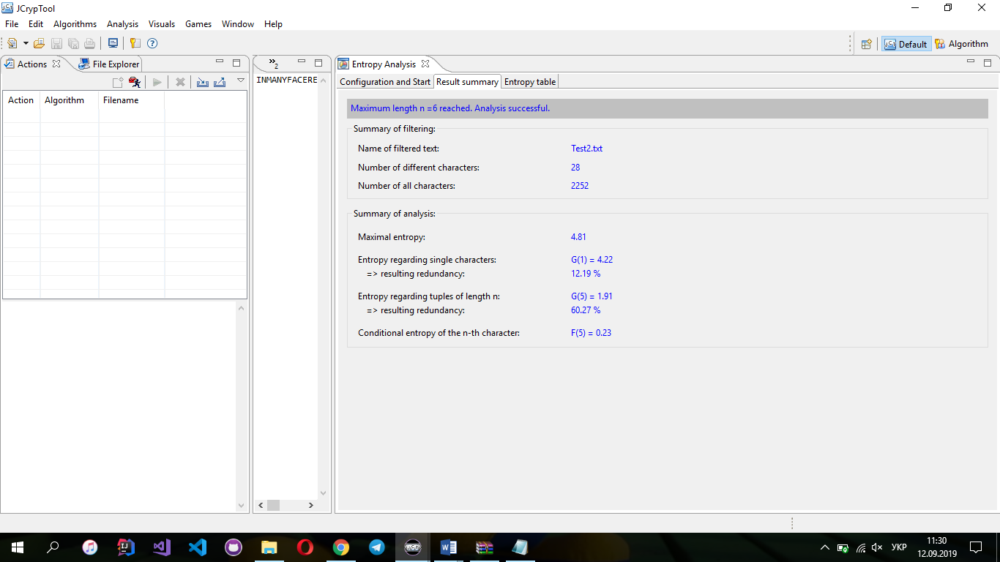 JCrypTool
File Edit Algorithms Analysis Visuals Games Window Help
Default Algorithm
Actions File Explorer
Action Algorithm Filename
»2
INMANYFACERE
Entropy Analysis
Configuration and Start Result summary Entropy table
Maximum length n =6 reached. Analysis successful.
Summary of filtering:
Name of filtered text: Test2.txt
Number of different characters: 28
Number of all characters: 2252
Summary of analysis:
Maximal entropy: 4.81
Entropy regarding single characters: G(1) = 4.22
=> resulting redundancy: 12.19 %
Entropy regarding tuples of length n: G(5) = 1.91
=> resulting redundancy: 60.27 %
Conditional entropy of the n-th character: F(5) = 0.23
УКР
11:30
12.09.2019